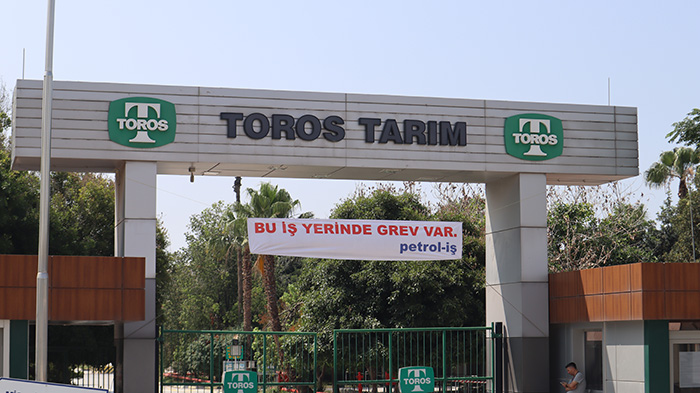 TOROS
TOROS TARIM
TOROS
BU İŞ YERİNDE GREV VAR.
petrol-iş
TOROS
TOROS